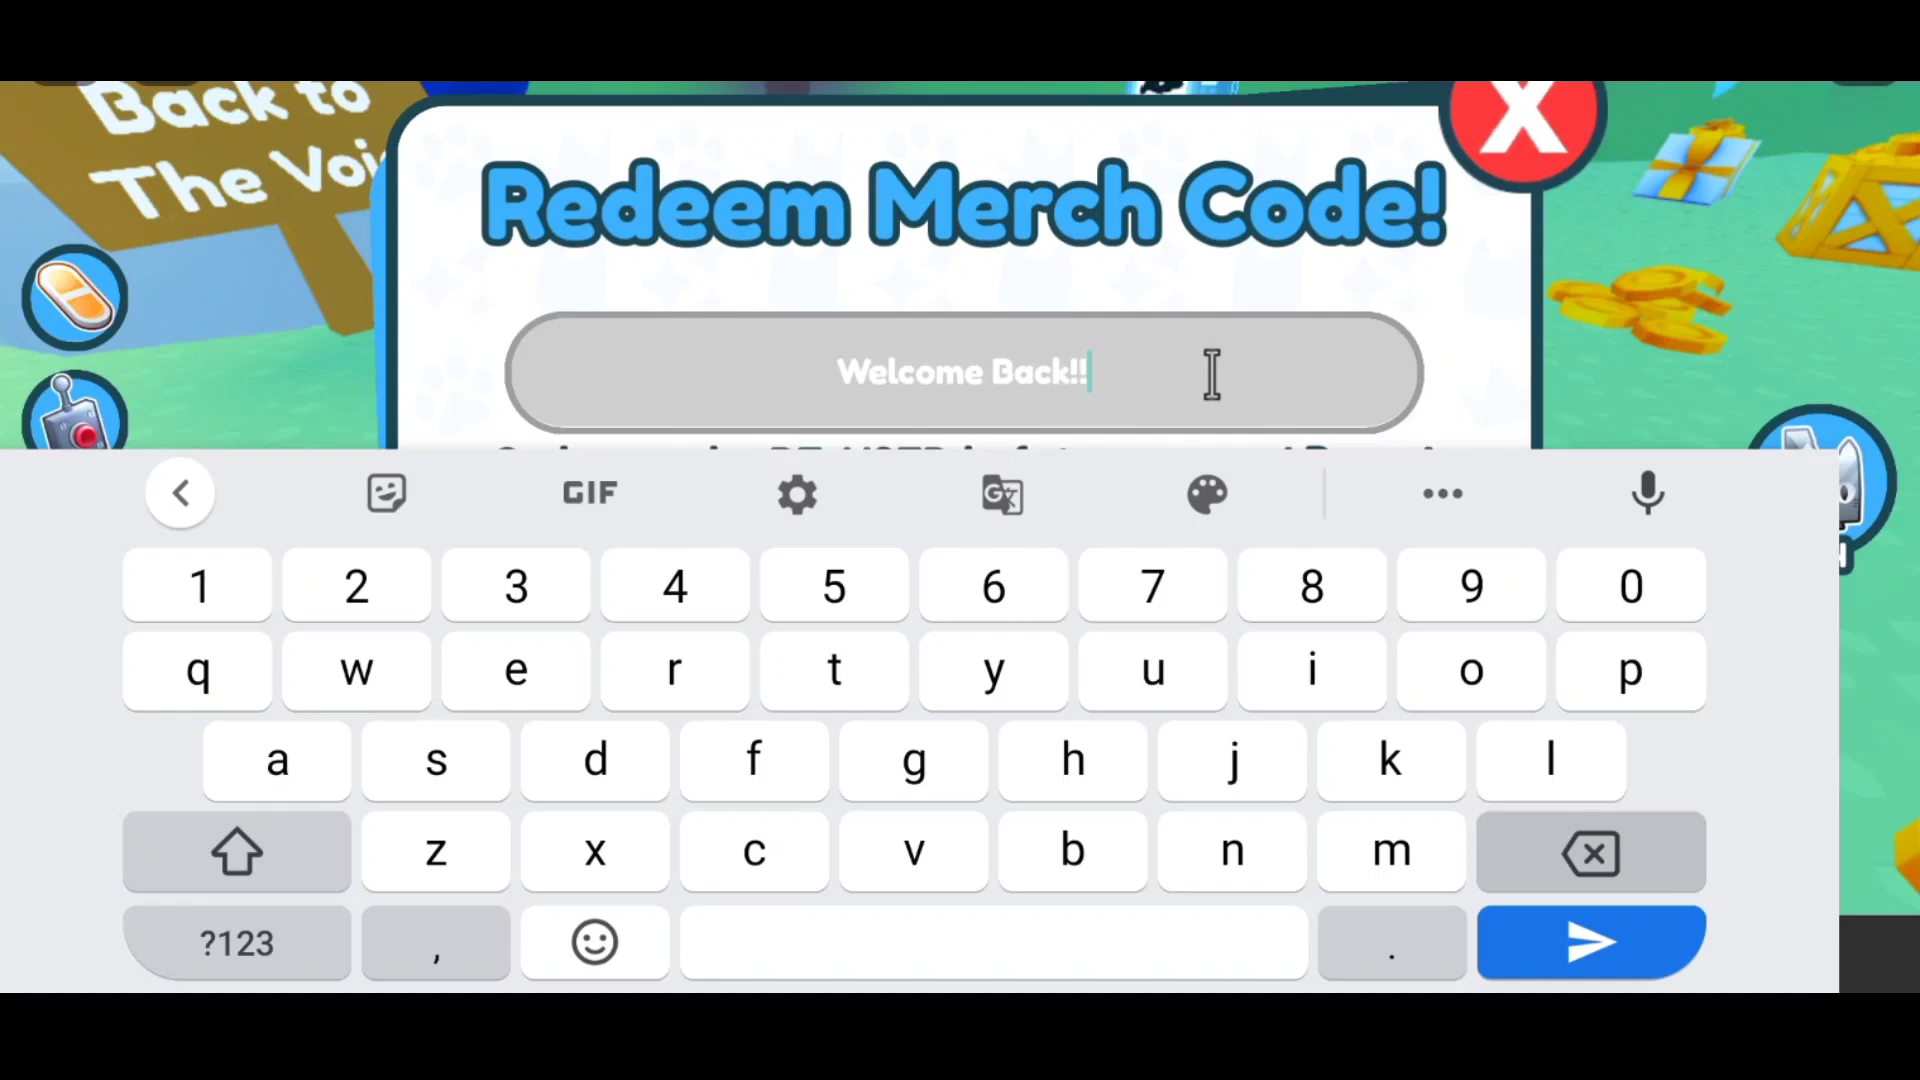 Back to
The Voi
X
Redeem Merch Code!
Welcome Back!!
GIF
G
1 2 3 4 5 6 7 8 9 0
q w e r t y u i o p
a s d f g h j k l
z x c v b n m
?123 , .